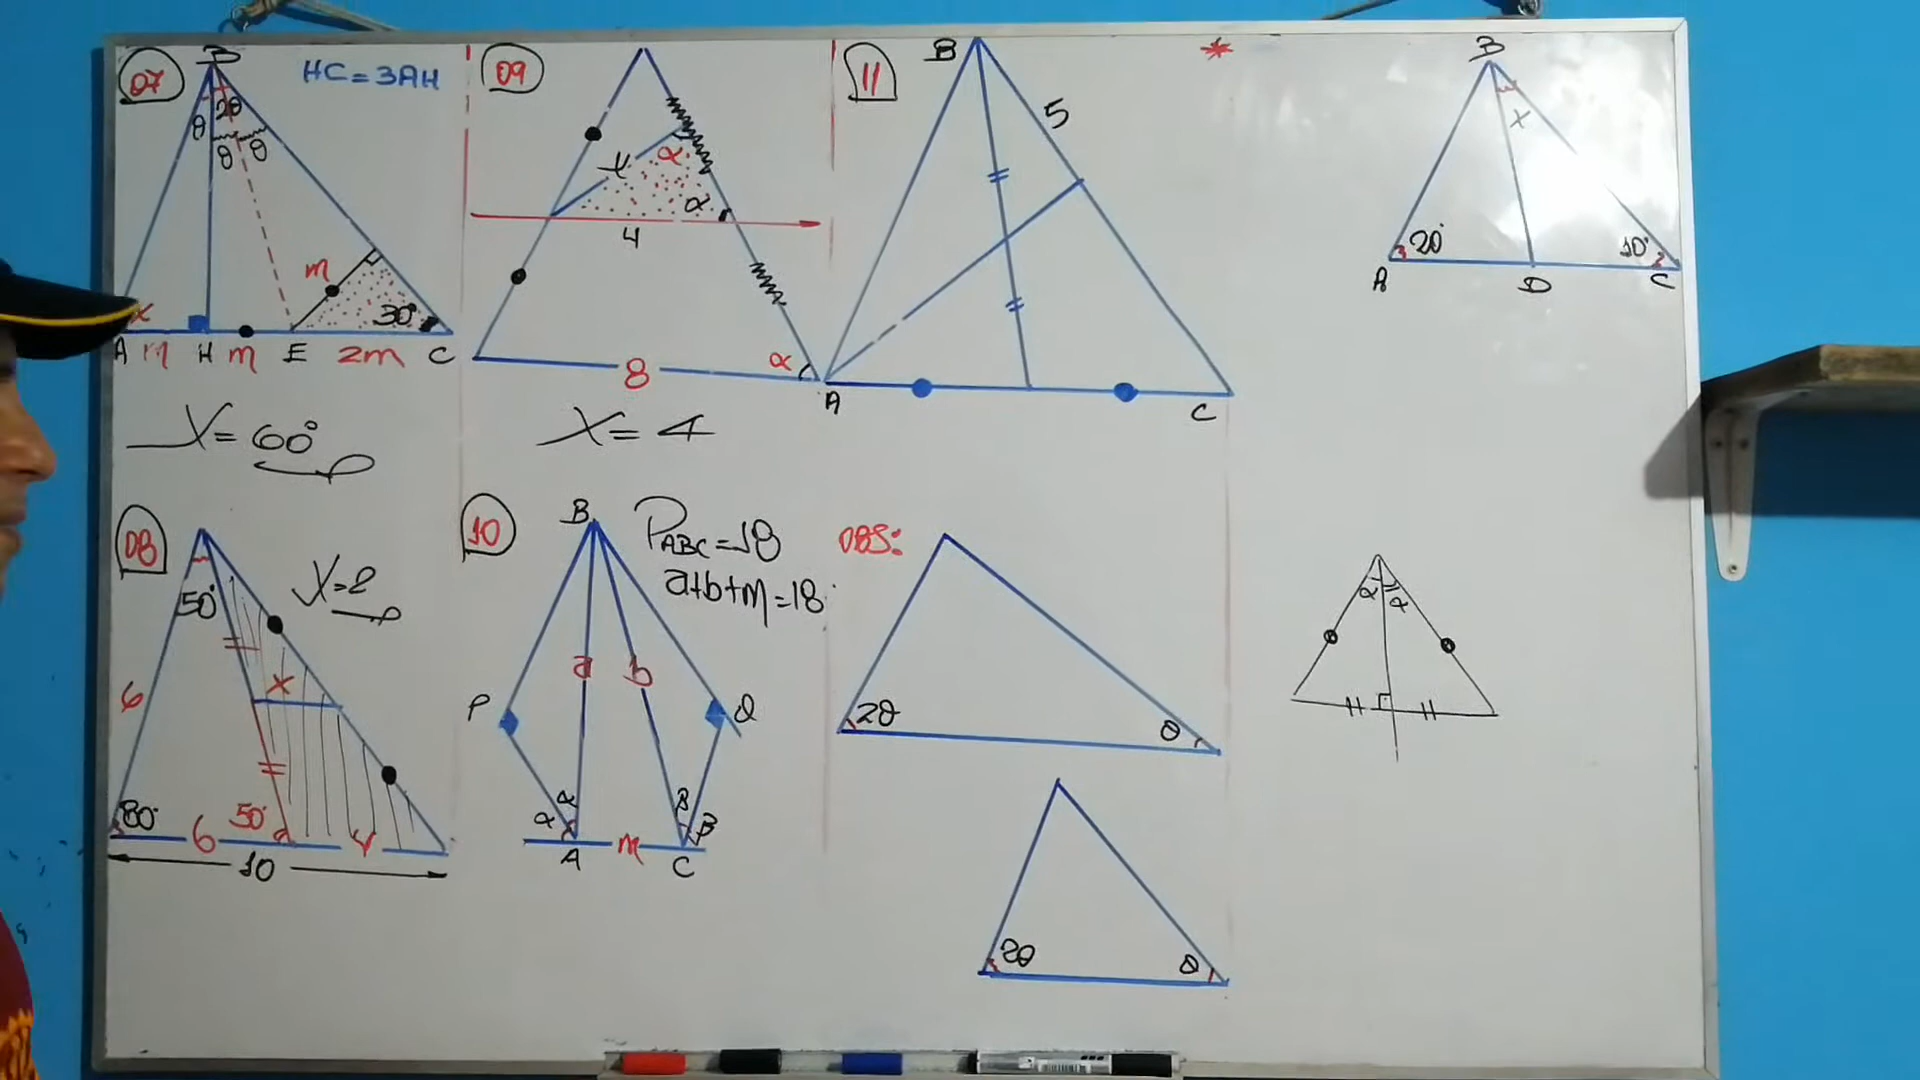 07
B
HC = 3AH
θ
2θ
θ
θ
m
x
30°
A
m
H
m
E
2m
C
X = 60°
09
x
α
α
4
8
α
X = 4
11
B
5
A
C
*
B
x
20°
10°
A
D
C
08
50°
X=2
6
x
80°
6
50°
4
10
10
B
P_ABC = 18
a+b+m = 18
a
b
P
Q
α
α
β
β
A
m
C
OBS:
2θ
θ
2θ
θ
α
α